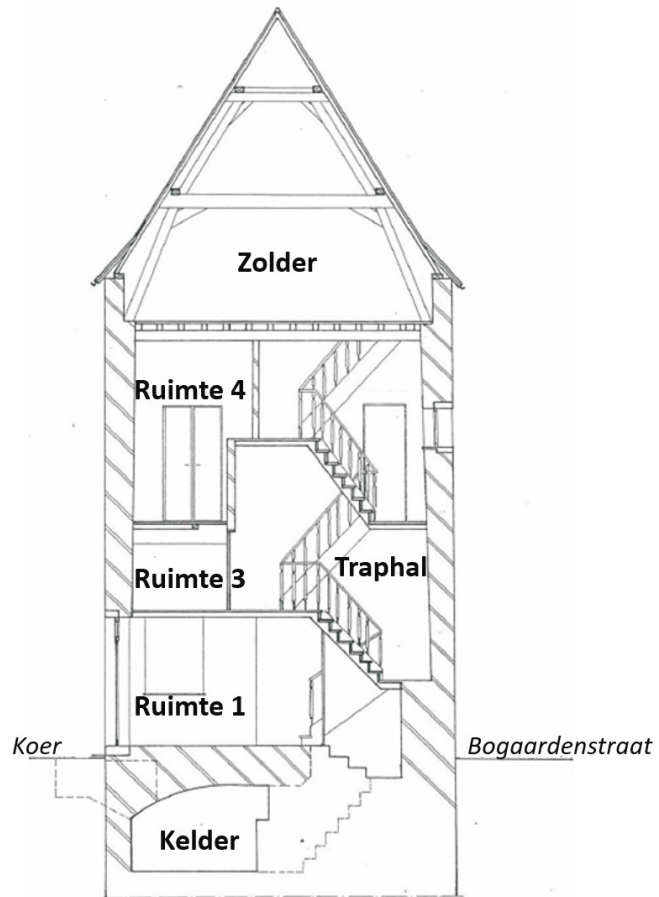 Zolder
Ruimte 4
Ruimte 3
Traphal
Ruimte 1
Koer
Bogaardenstraat
Kelder